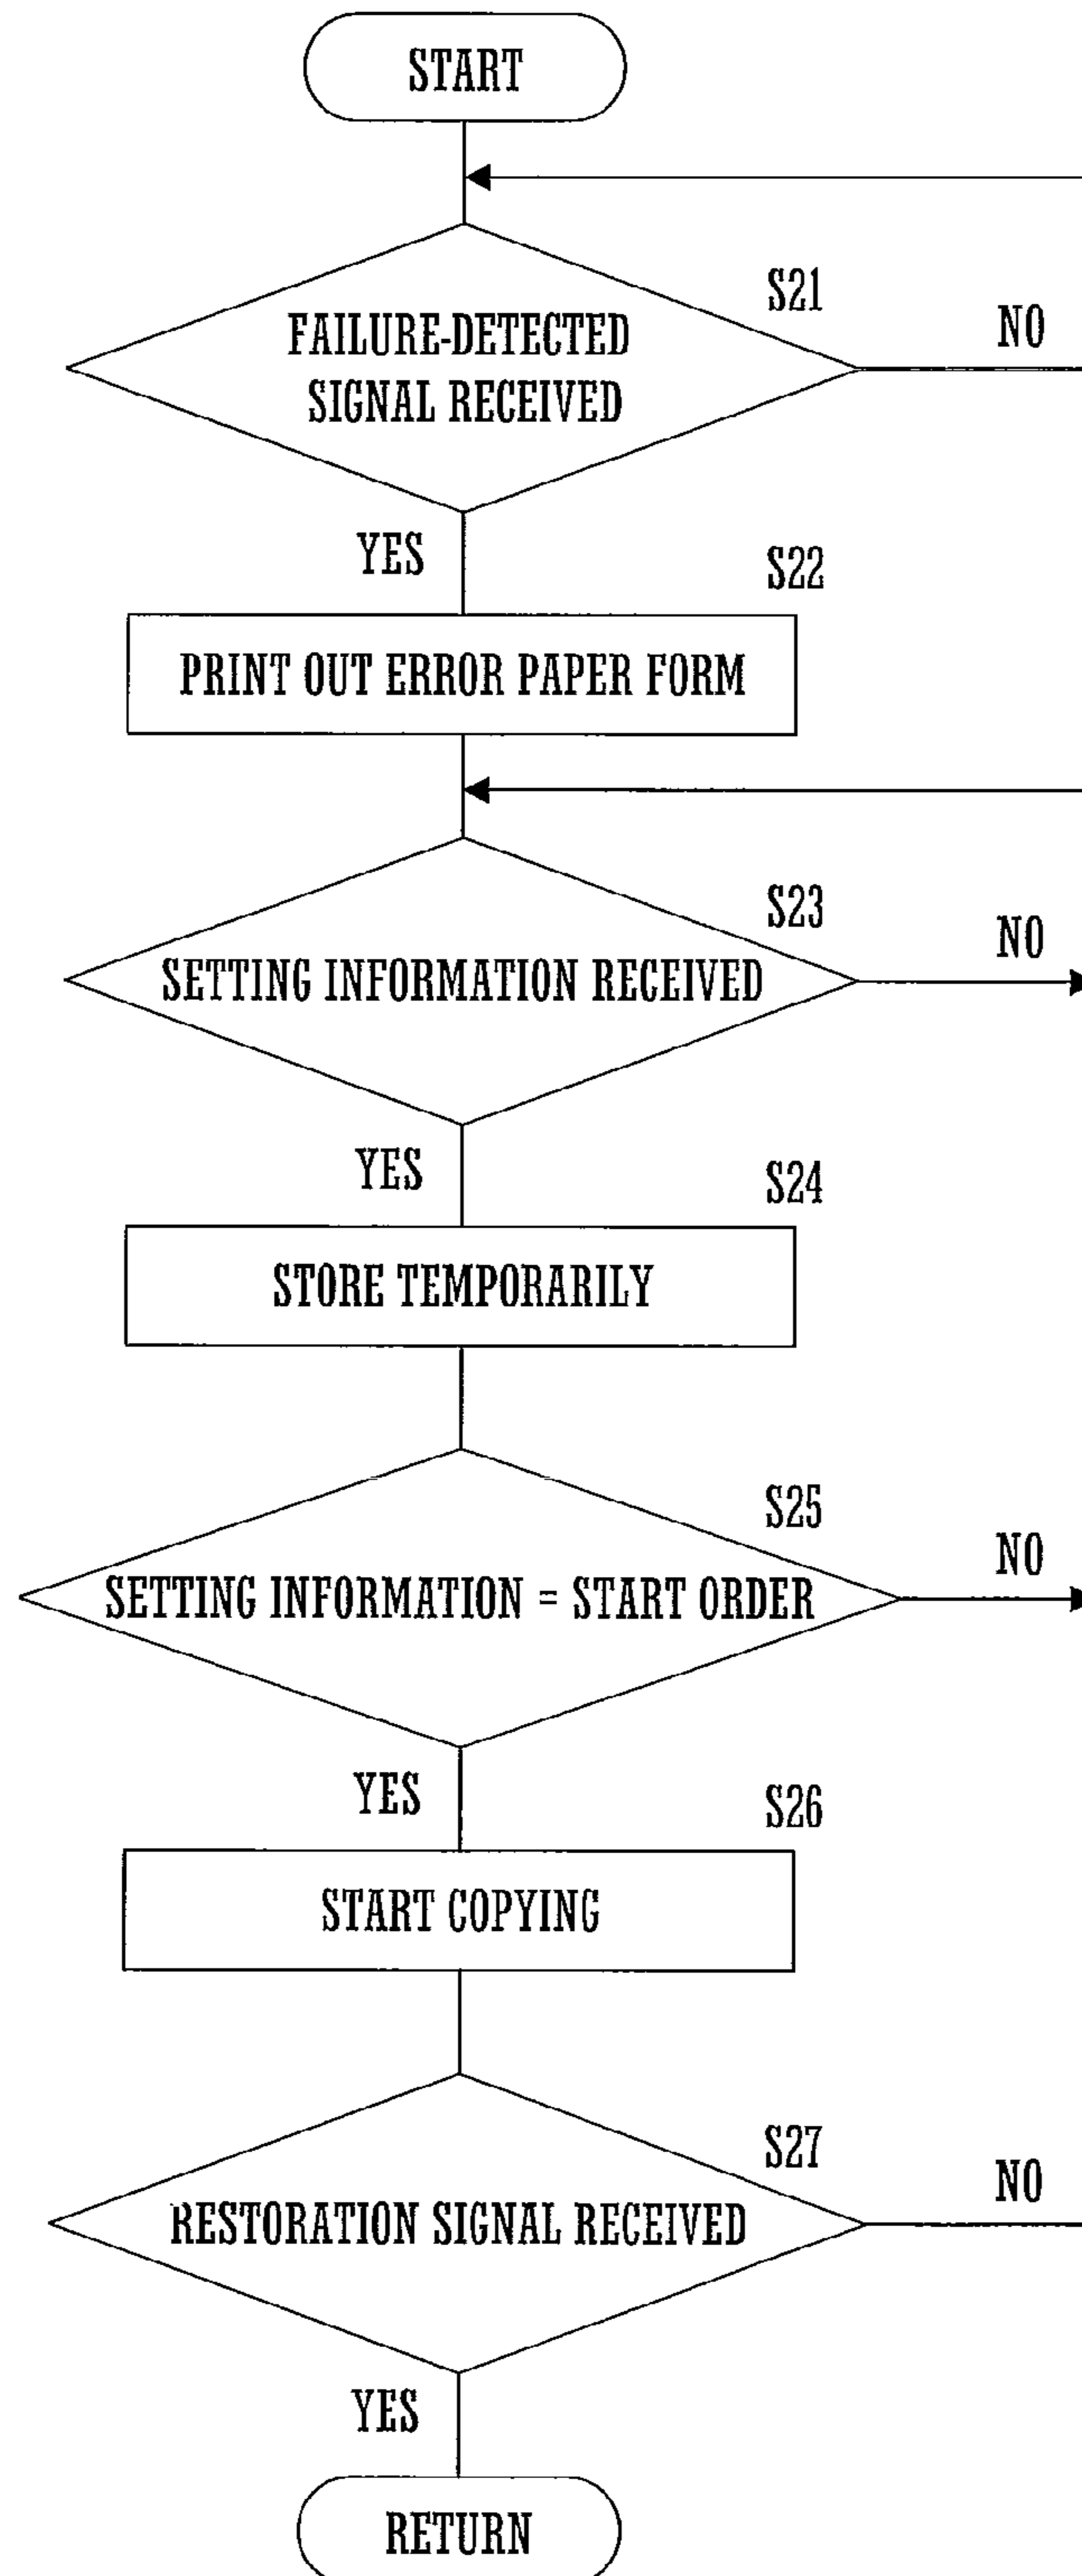 START
S21
NO
FAILURE-DETECTED
SIGNAL RECEIVED
YES
S22
PRINT OUT ERROR PAPER FORM
S23
NO
SETTING INFORMATION RECEIVED
YES
S24
STORE TEMPORARILY
S25
NO
SETTING INFORMATION = START ORDER
YES
S26
START COPYING
S27
NO
RESTORATION SIGNAL RECEIVED
YES
RETURN